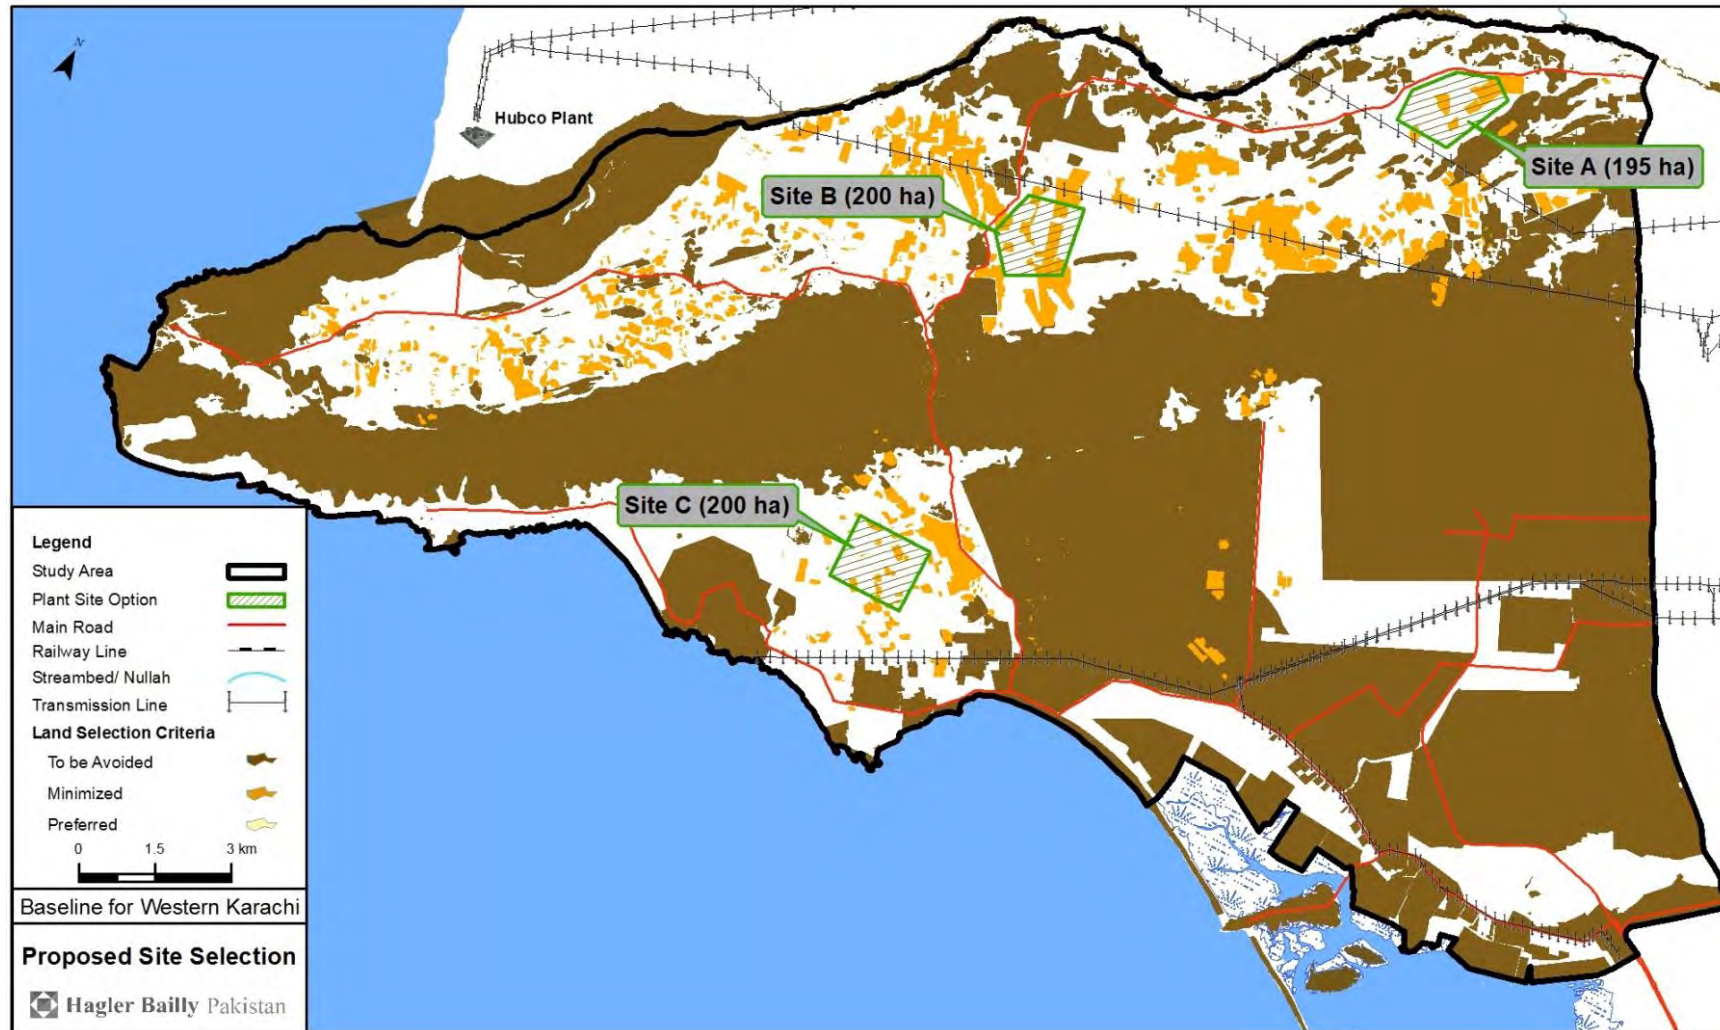 N
Hubco Plant
Site A (195 ha)
Site B (200 ha)
Site C (200 ha)
Legend
Study Area
Plant Site Option
Main Road
Railway Line
Streambed/ Nullah
Transmission Line
Land Selection Criteria
To be Avoided
Minimized
Preferred
0 1.5 3 km
Baseline for Western Karachi
Proposed Site Selection
Hagler Bailly Pakistan